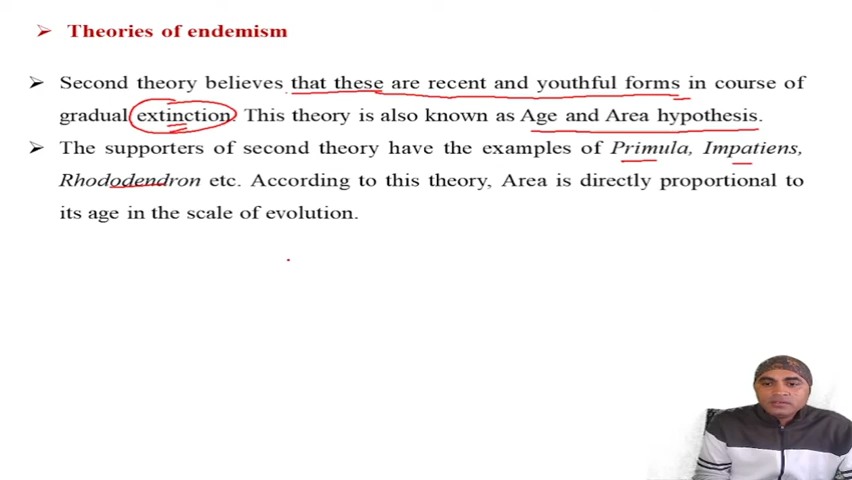 Theories of endemism
Second theory believes that these are recent and youthful forms in course of
gradual extinction. This theory is also known as Age and Area hypothesis.
The supporters of second theory have the examples of Primula, Impatiens,
Rhododendron etc. According to this theory, Area is directly proportional to
its age in the scale of evolution.